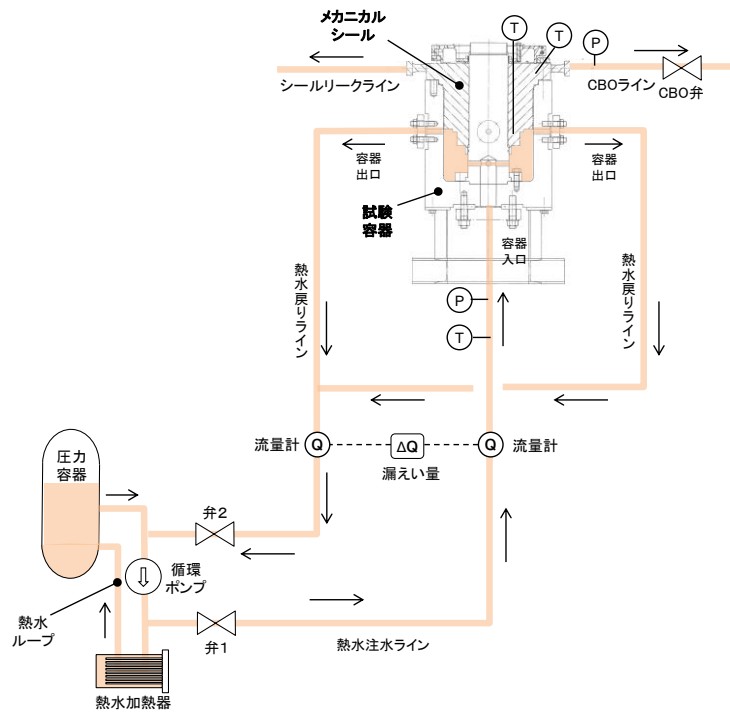 メカニカル
シール
T
T
P
シールリークライン
CBOライン
CBO弁
容器
出口
容器
出口
試験
容器
容器
入口
熱水戻りライン
熱水戻りライン
P
T
流量計
Q
ΔQ
Q
流量計
漏えい量
圧力
容器
弁2
循環
ポンプ
熱水
ループ
弁1
熱水注水ライン
熱水加熱器